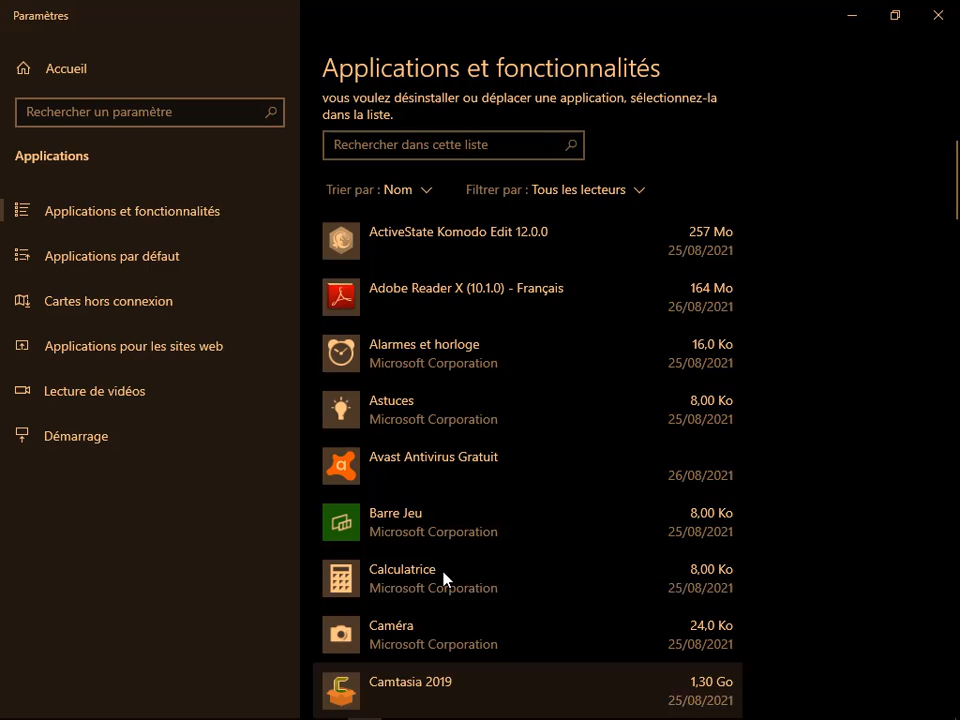 Paramètres
Accueil
Rechercher un paramètre
Applications
Applications et fonctionnalités
Applications par défaut
Cartes hors connexion
Applications pour les sites web
Lecture de vidéos
Démarrage
Applications et fonctionnalités
vous voulez désinstaller ou déplacer une application, sélectionnez-la
dans la liste.
Rechercher dans cette liste
Trier par : Nom Filtrer par : Tous les lecteurs
ActiveState Komodo Edit 12.0.0 257 Mo
25/08/2021
Adobe Reader X (10.1.0) - Français 164 Mo
26/08/2021
Alarmes et horloge 16,0 Ko
Microsoft Corporation 25/08/2021
Astuces 8,00 Ko
Microsoft Corporation 25/08/2021
Avast Antivirus Gratuit
26/08/2021
Barre Jeu 8,00 Ko
Microsoft Corporation 25/08/2021
Calculatrice 8,00 Ko
Microsoft Corporation 25/08/2021
Caméra 24,0 Ko
Microsoft Corporation 25/08/2021
Camtasia 2019 1,30 Go
25/08/2021